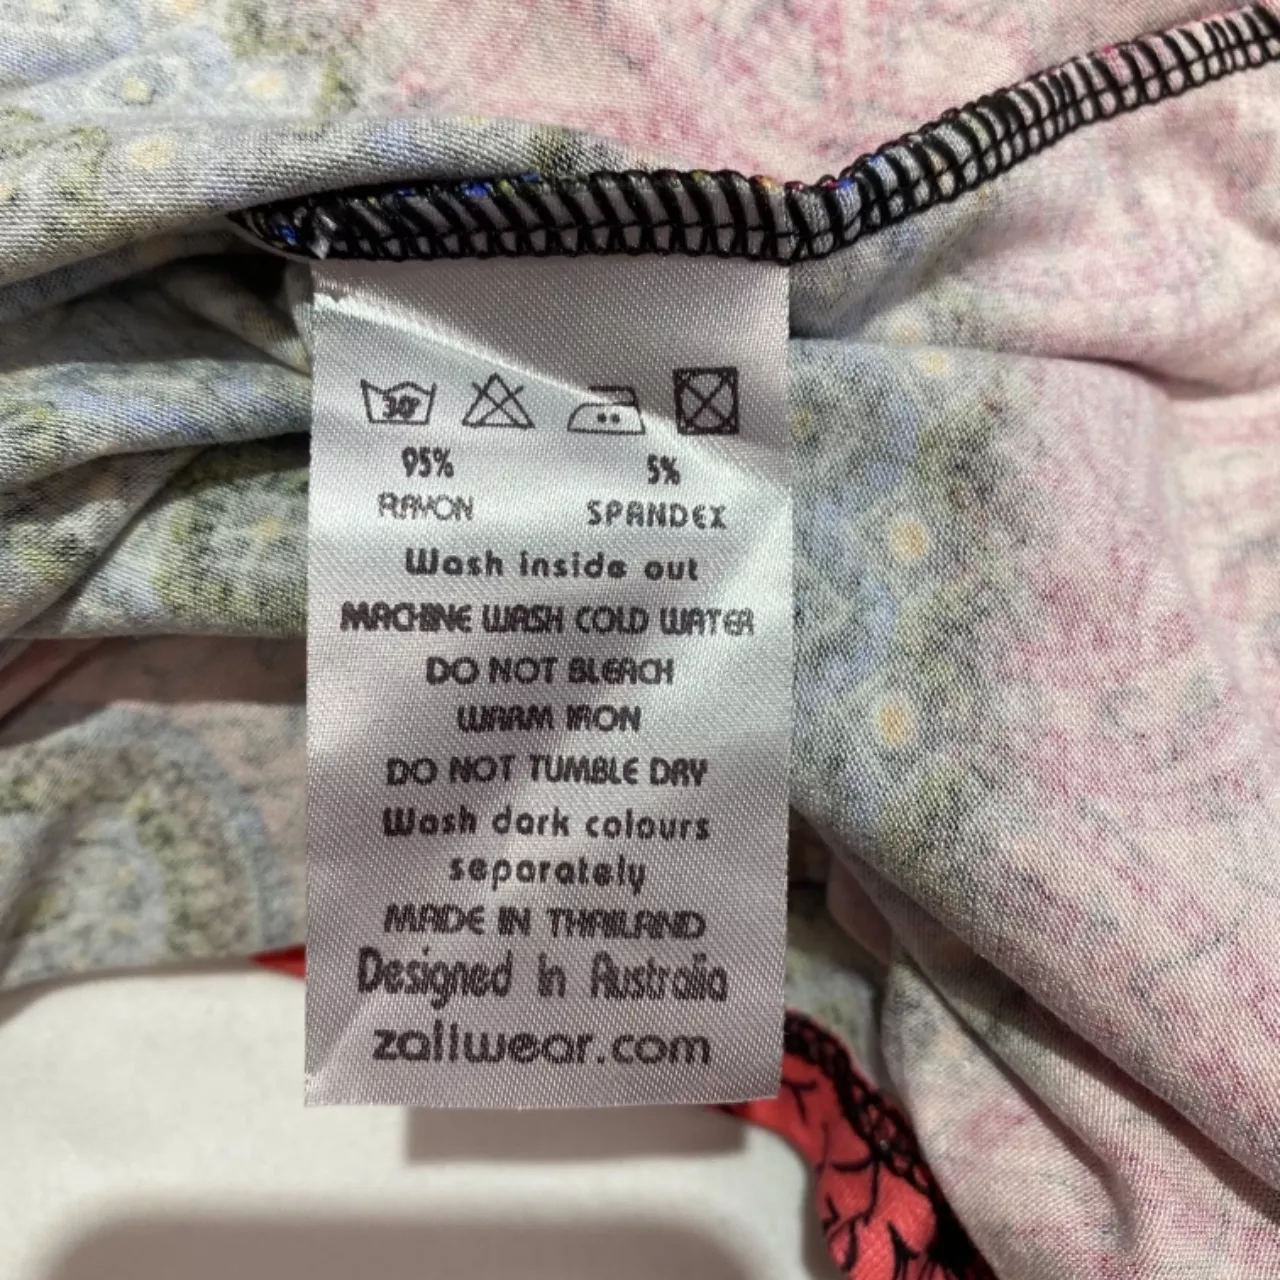 30°
95% 5%
RAYON SPANDEX
Wash inside out
MACHINE WASH COLD WATER
DO NOT BLEACH
WARM IRON
DO NOT TUMBLE DRY
Wash dark colours
separately
MADE IN THAILAND
Designed In Australia
zallwear.com